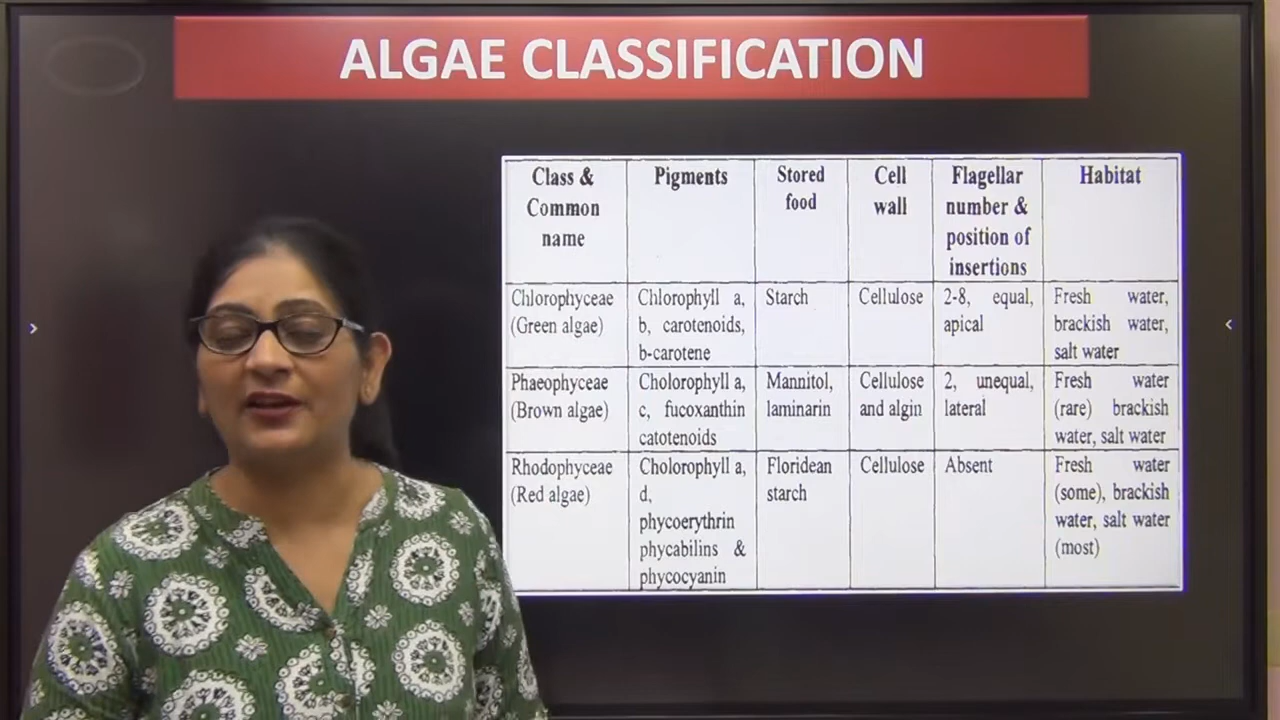 ALGAE CLASSIFICATION
Class & Common name | Pigments | Stored food | Cell wall | Flagellar number & position of insertions | Habitat
Chlorophyceae (Green algae) | Chlorophyll a, b, carotenoids, b-carotene | Starch | Cellulose | 2-8, equal, apical | Fresh water, brackish water, salt water
Phaeophyceae (Brown algae) | Cholorophyll a, c, fucoxanthin catotenoids | Mannitol, laminarin | Cellulose and algin | 2, unequal, lateral | Fresh water (rare) brackish water, salt water
Rhodophyceae (Red algae) | Cholorophyll a, d, phycoerythrin phycabilins & phycocyanin | Floridean starch | Cellulose | Absent | Fresh water (some), brackish water, salt water (most)